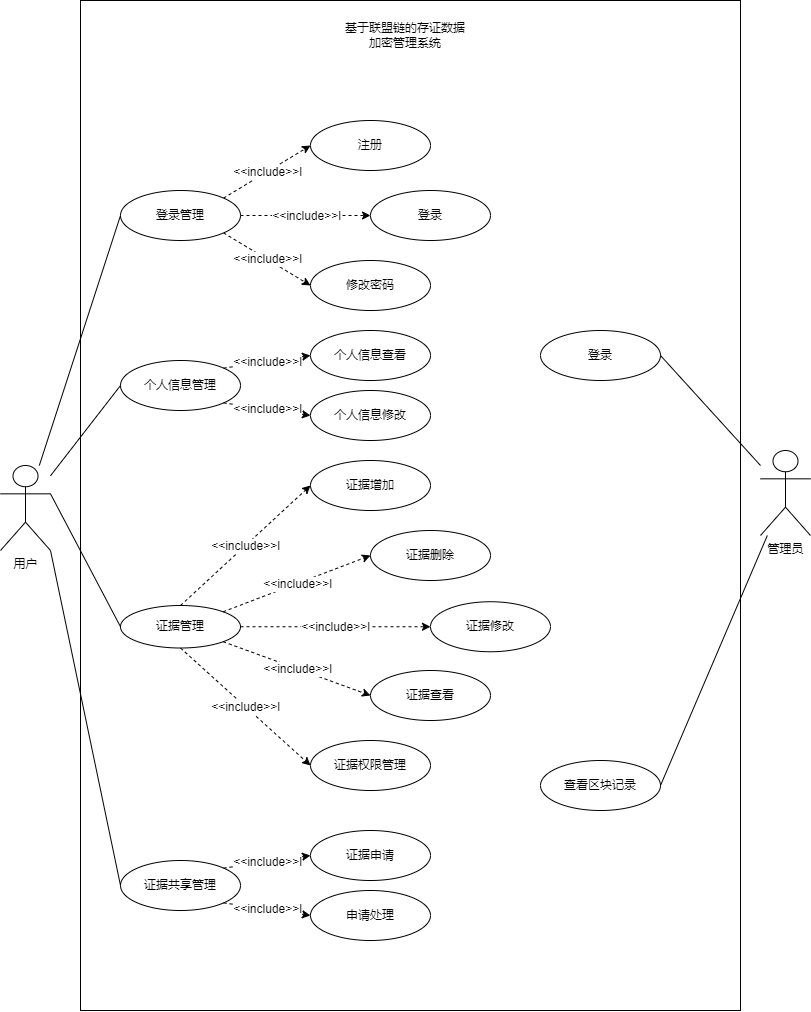 基于联盟链的存证数据
加密管理系统
注册
<<include>>l
登录管理
<<include>>l
登录
<<include>>l
修改密码
个人信息管理
<<include>>l
个人信息查看
<<include>>l
个人信息修改
登录
用户
管理员
证据增加
<<include>>l
证据删除
<<include>>l
证据管理
<<include>>l
证据修改
<<include>>l
证据查看
<<include>>l
证据权限管理
查看区块记录
证据共享管理
<<include>>l
证据申请
<<include>>l
申请处理